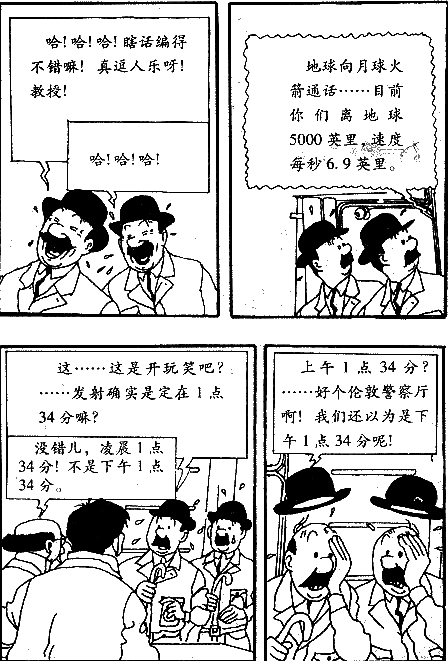 哈!哈!哈!瞎话编得
不错嘛!真逗人乐呀!
教授!
哈!哈!哈!
地球向月球火
箭通话……目前
你们离地球
5000英里,速度
每秒6.9英里。
这……这是开玩笑吧?
……发射确实是定在1点
34分嘛?
没错儿,凌晨1点
34分!不是下午1点
34分。
上午1点34分?
……好个伦敦警察厅
啊!我们还以为是下
午1点34分呢!